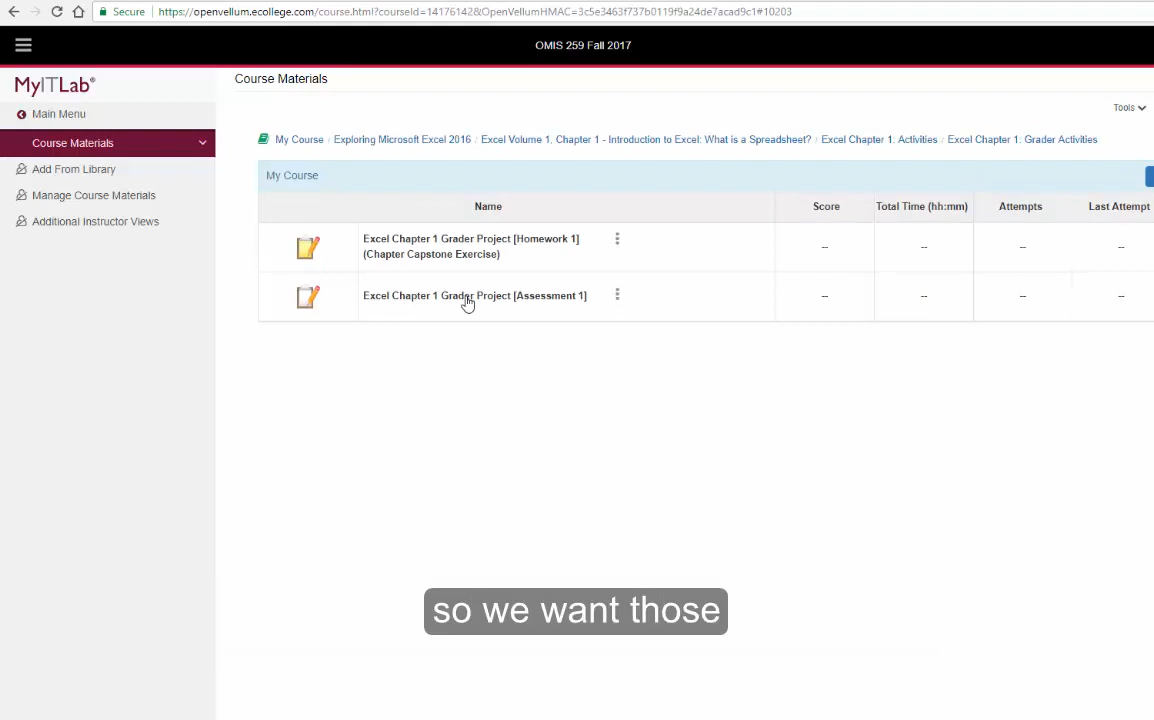 Secure https://openvellum.ecollege.com/course.html?courseId=14176142&OpenVellumHMAC=3c5e3463f737b0119f9a24de7acad9c1#10203
OMIS 259 Fall 2017
MyITLab®
Course Materials
Main Menu
Tools
Course Materials
My Course / Exploring Microsoft Excel 2016 / Excel Volume 1, Chapter 1 - Introduction to Excel: What is a Spreadsheet? / Excel Chapter 1: Activities / Excel Chapter 1: Grader Activities
Add From Library
My Course
Manage Course Materials
Name Score Total Time (hh:mm) Attempts Last Attempt
Additional Instructor Views
Excel Chapter 1 Grader Project [Homework 1] -- -- -- --
(Chapter Capstone Exercise)
Excel Chapter 1 Grader Project [Assessment 1] -- -- -- --
so we want those